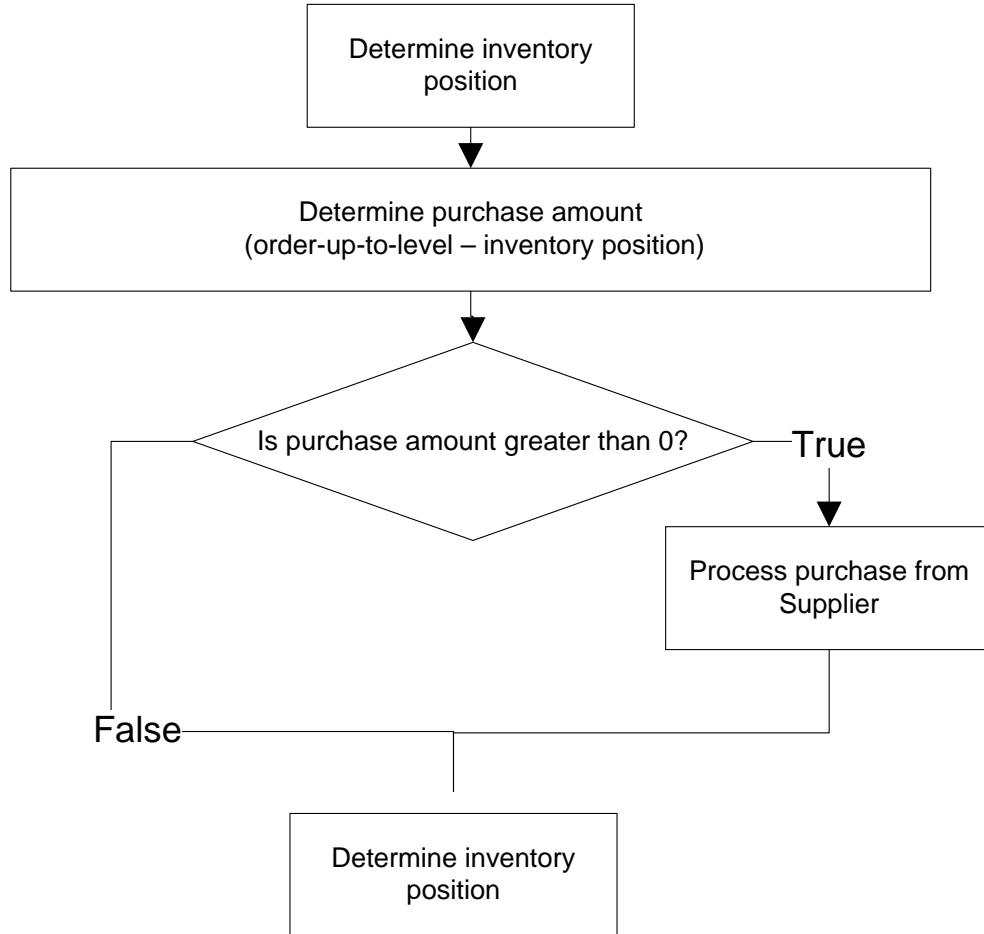 Determine inventory
position
Determine purchase amount
(order-up-to-level – inventory position)
Is purchase amount greater than 0?
True
Process purchase from
Supplier
False
Determine inventory
position